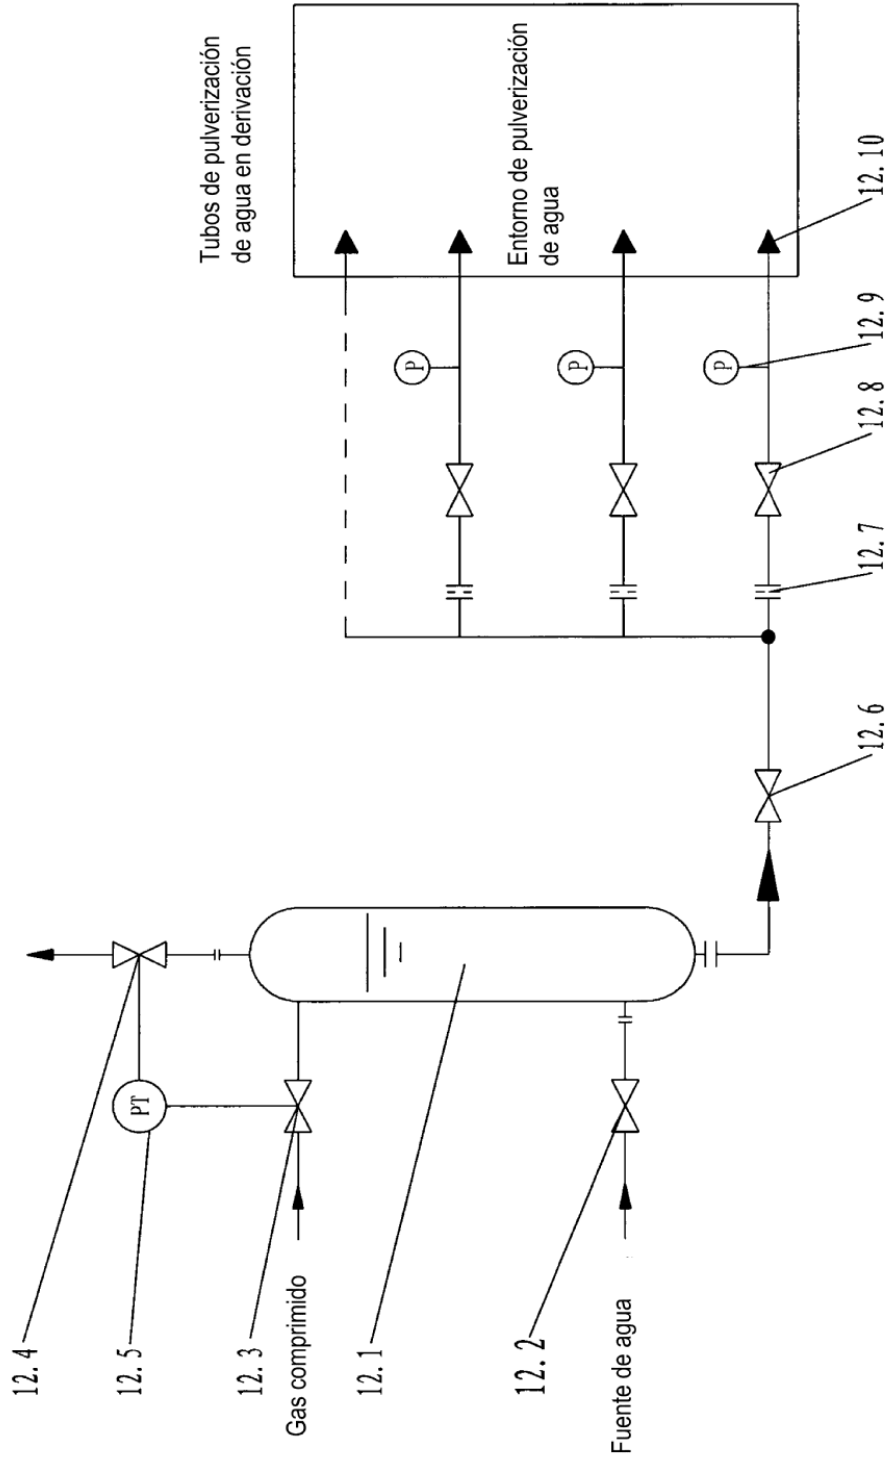 Tubos de pulverización
de agua en derivación
Entorno de pulverización
de agua
P
P
P
12.10
12.9
12.8
12.7
12.6
PT
12.4
12.5
12.3
Gas comprimido
12.1
12.2
Fuente de agua